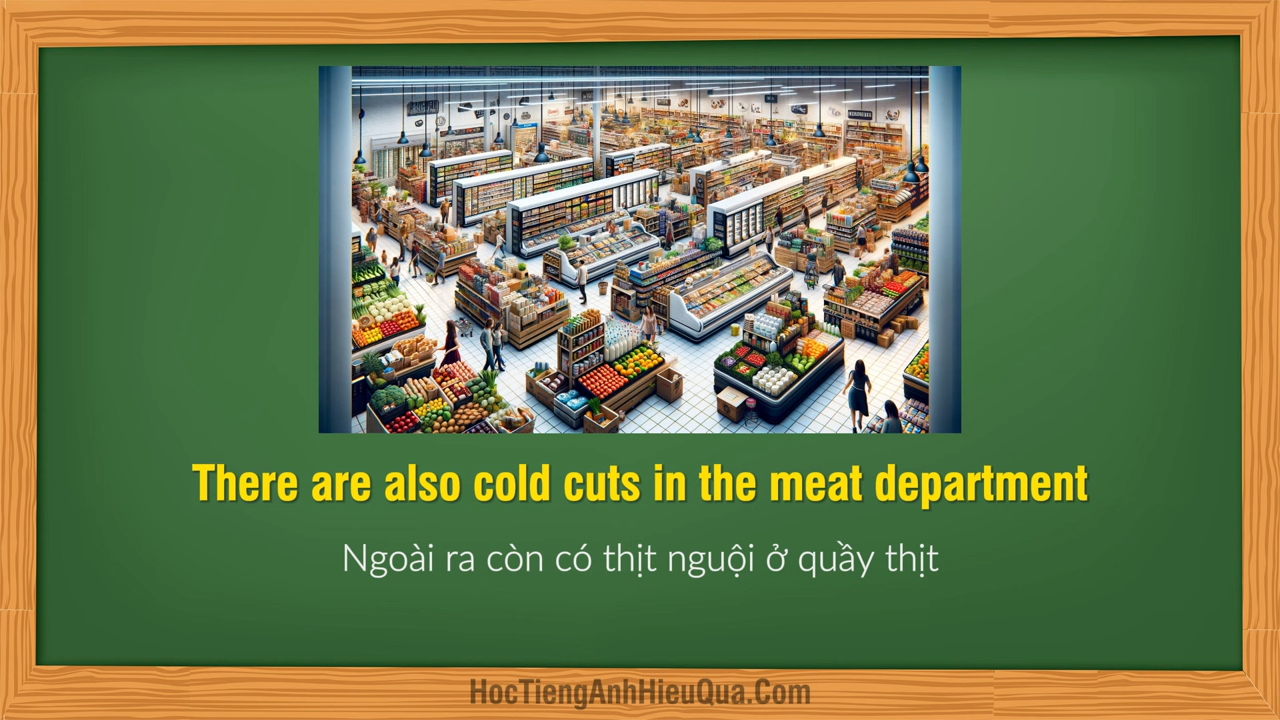 There are also cold cuts in the meat department
Ngoài ra còn có thịt nguội ở quầy thịt
HocTiengAnhHieuQua.Com